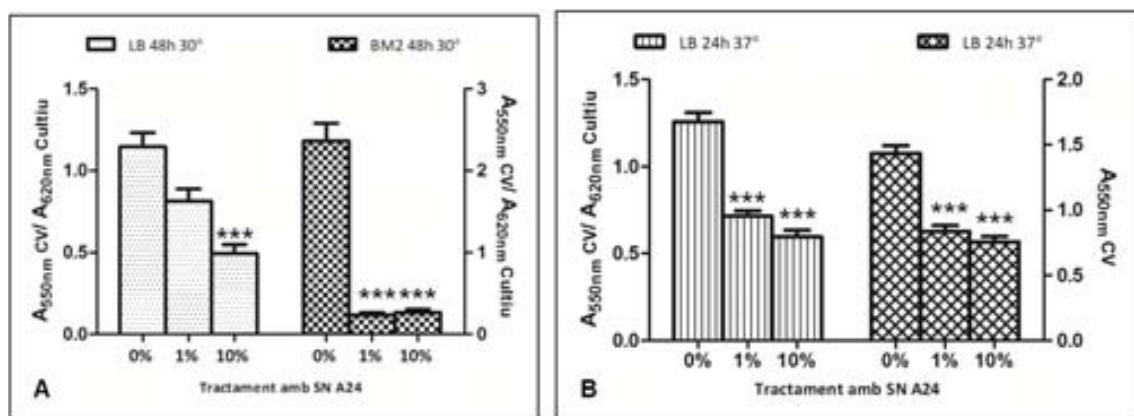 LB 48h 30°
BM2 48h 30°
A550nm CV/ A620nm Cultiu
1.5
1.0
0.5
0.0
***
*** ***
3
2
1
0
A550nm CV/ A620nm Cultiu
0% 1% 10% 0% 1% 10%
Tractament amb SN A24
A
LB 24h 37°
LB 24h 37°
A550nm CV/ A620nm Cultiu
1.5
1.0
0.5
0.0
***
***
***
***
2.0
1.5
1.0
0.5
0.0
A550nm CV
0% 1% 10% 0% 1% 10%
Tractament amb SN A24
B